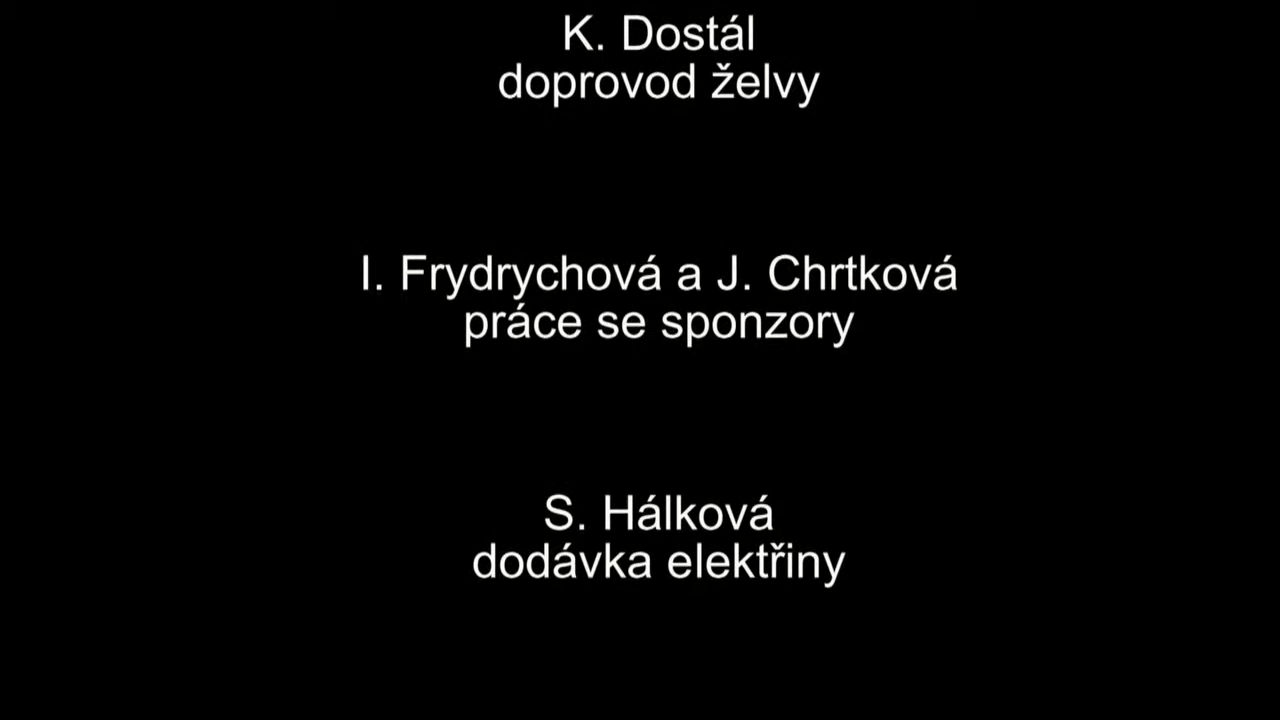 K. Dostál
doprovod želvy
I. Frydrychová a J. Chrtková
práce se sponzory
S. Hálková
dodávka elektřiny